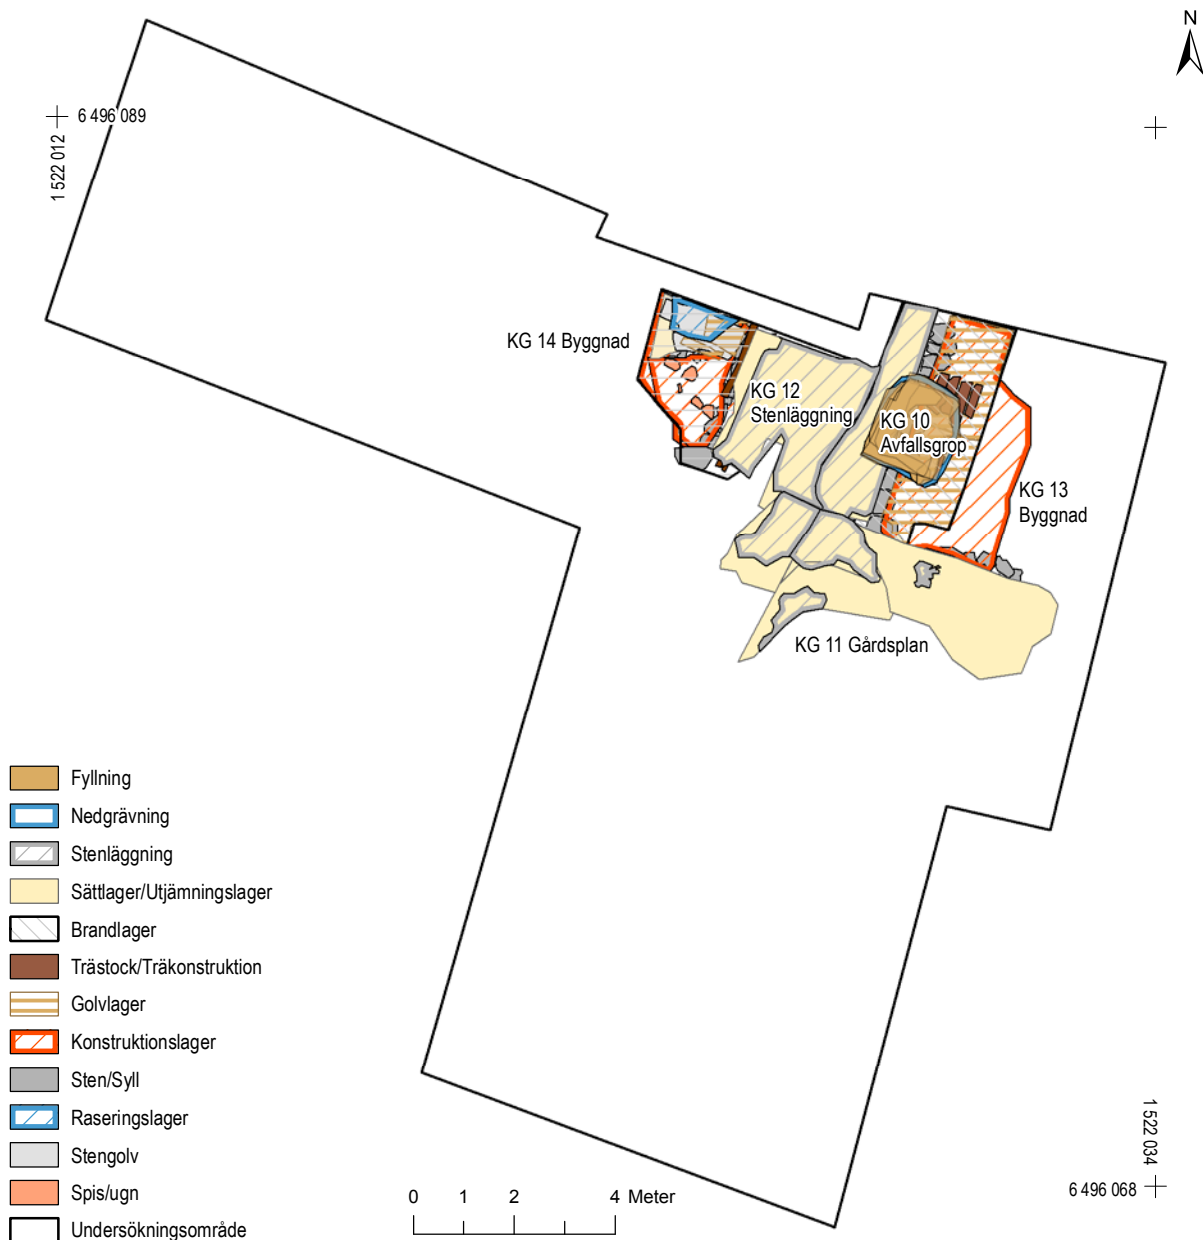 N
6 496 089
1 522 012
KG 14 Byggnad
KG 12
Stenläggning
KG 10
Avfallsgrop
KG 13
Byggnad
KG 11 Gårdsplan
Fyllning
Nedgrävning
Stenläggning
Sättlager/Utjämningslager
Brandlager
Trästock/Träkonstruktion
Golvlager
Konstruktionslager
Sten/Syll
Raseringslager
Stengolv
Spis/ugn
Undersökningsområde
0 1 2 4 Meter
1 522 034
6 496 068